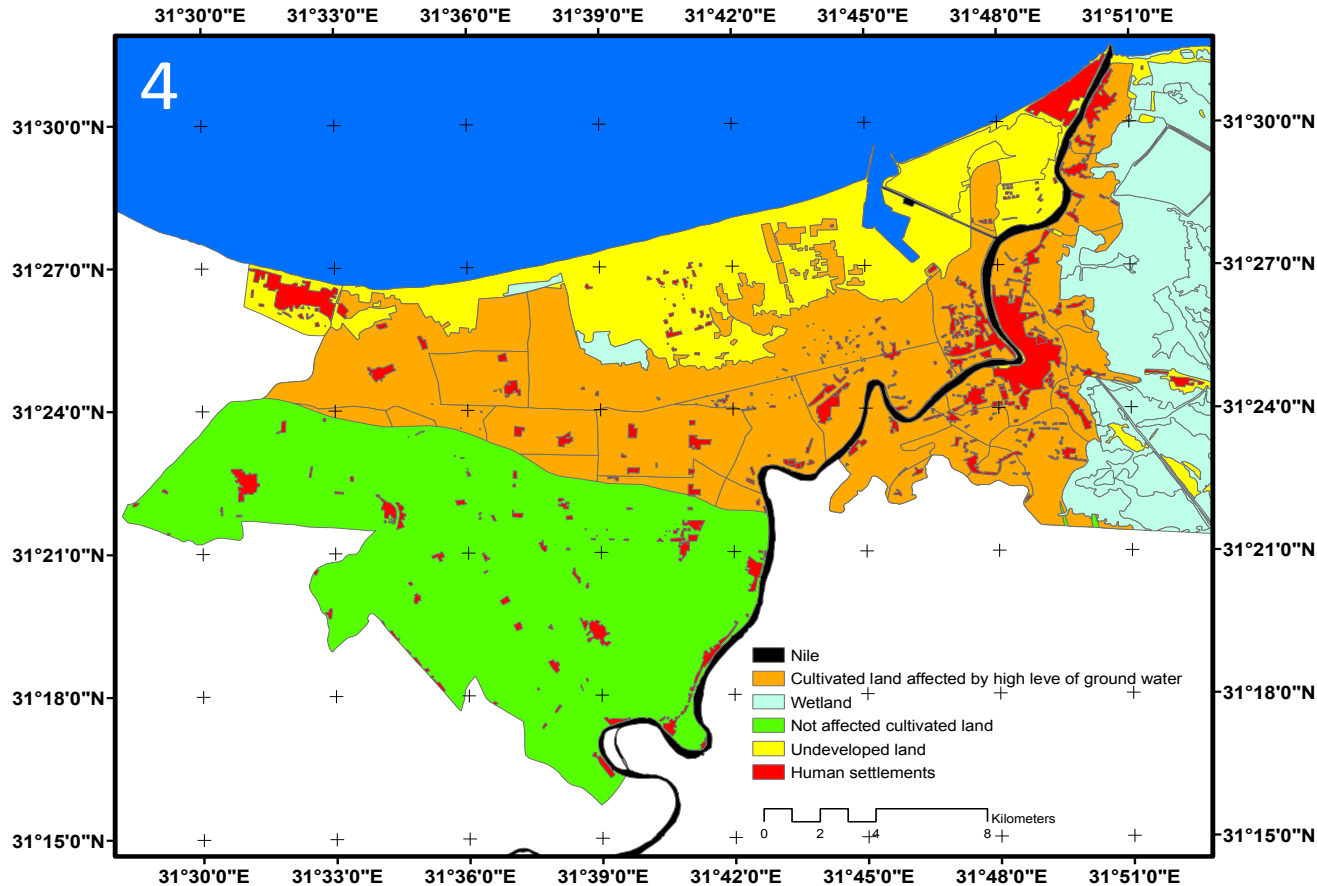 31°30'0"E 31°33'0"E 31°36'0"E 31°39'0"E 31°42'0"E 31°45'0"E 31°48'0"E 31°51'0"E
4
31°30'0"N 31°30'0"N
31°27'0"N 31°27'0"N
31°24'0"N 31°24'0"N
31°21'0"N 31°21'0"N
Nile
Cultivated land affected by high leve of ground water
31°18'0"N 31°18'0"N
Wetland
Not affected cultivated land
Undeveloped land
Human settlements
Kilometers
0 2 4 8
31°15'0"N 31°15'0"N
31°30'0"E 31°33'0"E 31°36'0"E 31°39'0"E 31°42'0"E 31°45'0"E 31°48'0"E 31°51'0"E